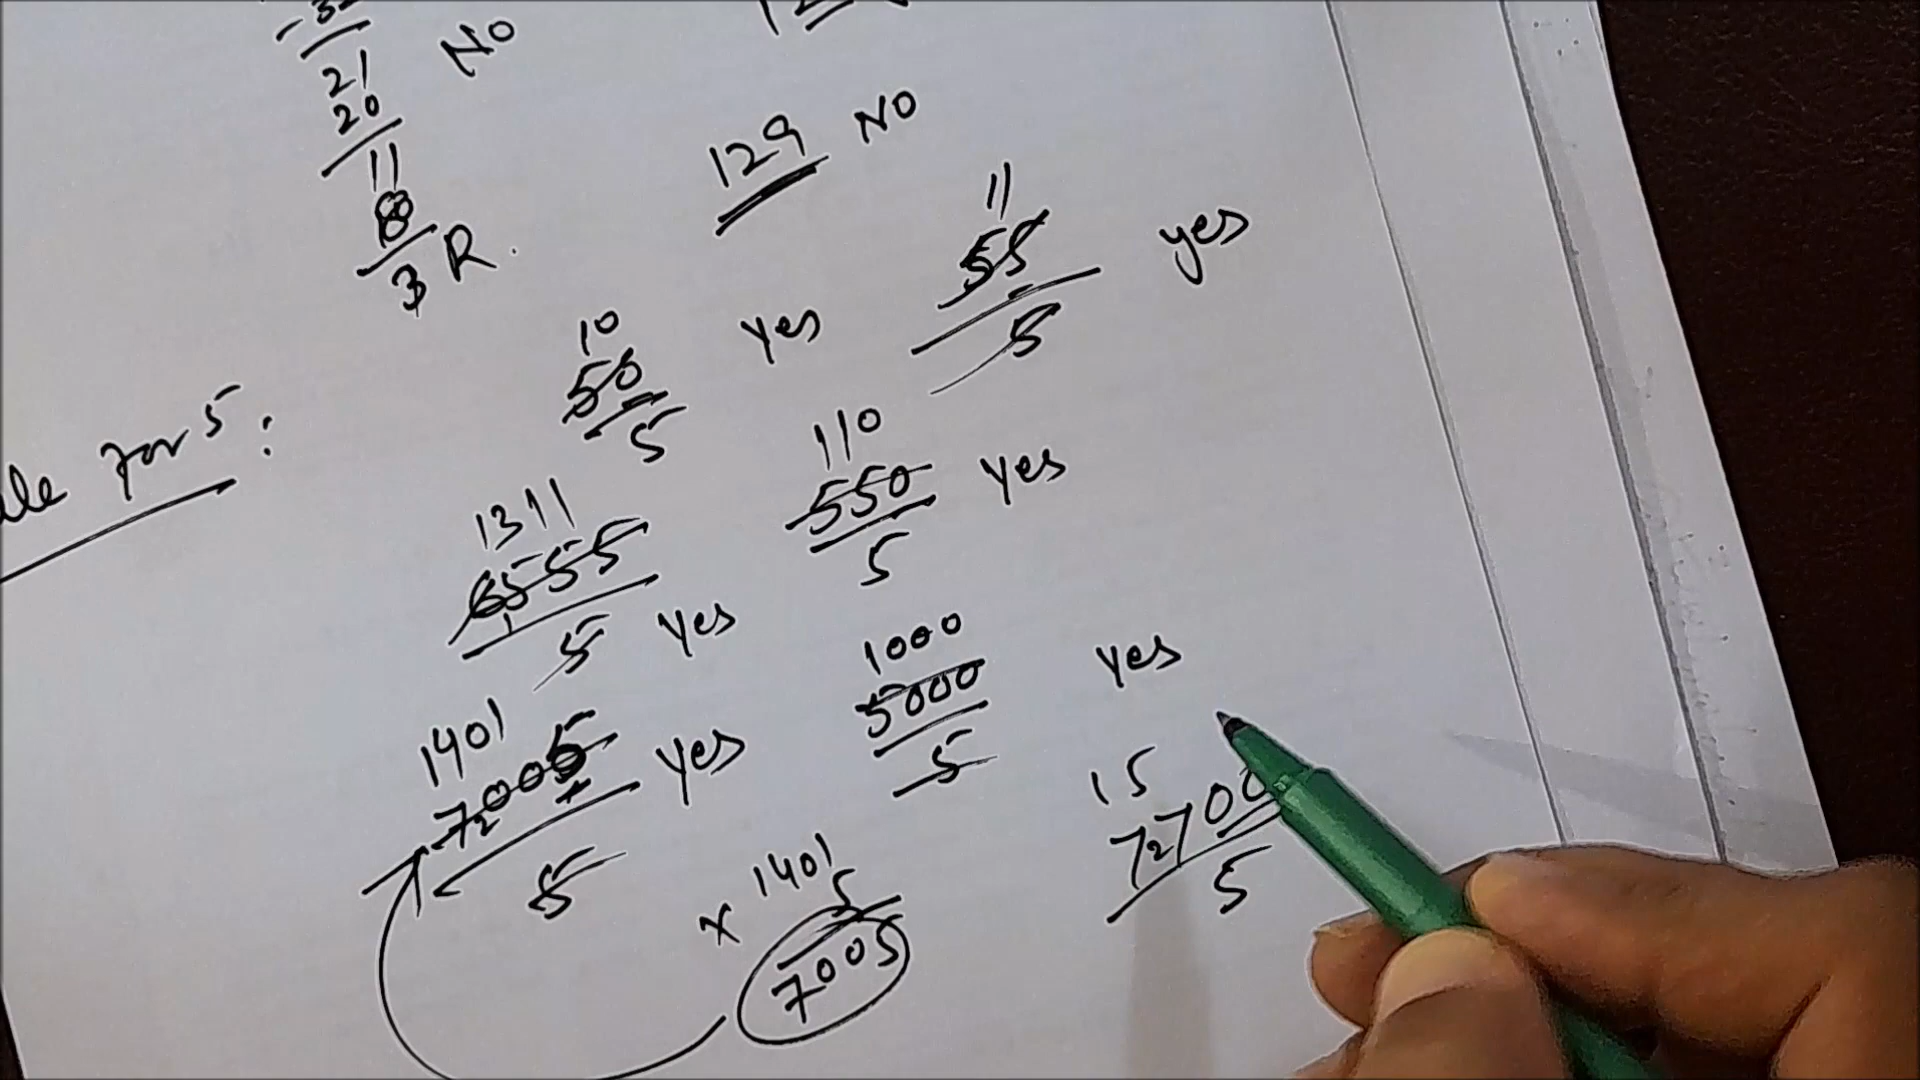 No
21
20
11
8
3 R.
129 NO
11
55 yes
5
10
50 yes
5
for 5:
110
550 yes
5
1311
6555
5 yes
1000
5000 yes
5
1401
7005 yes
5
15
7700
5
1401
x 5
7005